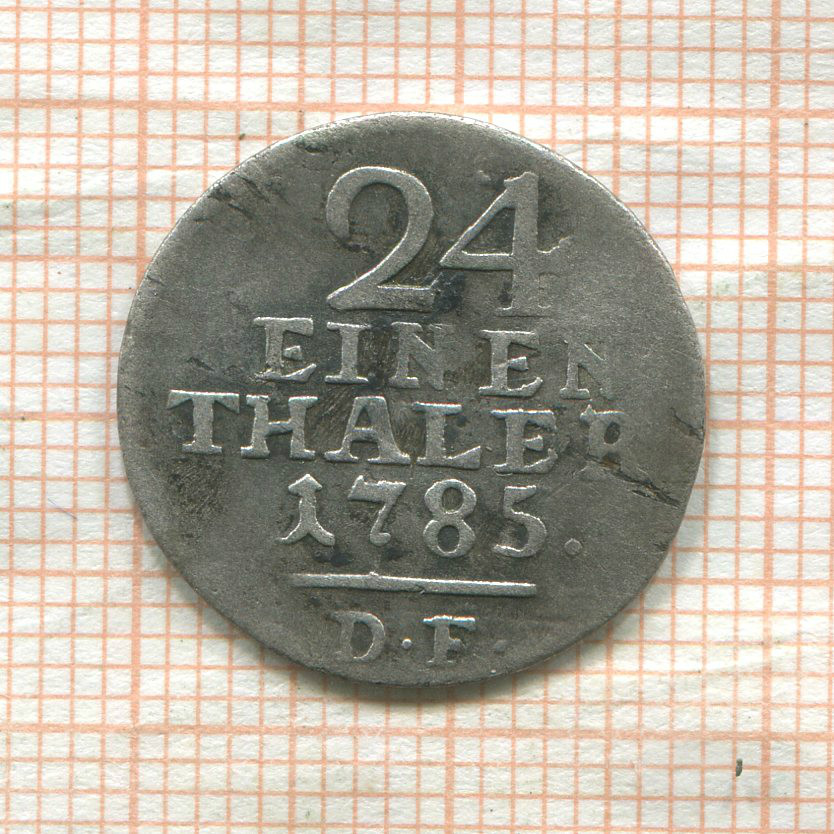 24
EINEN
THALER
1785.
D·F·